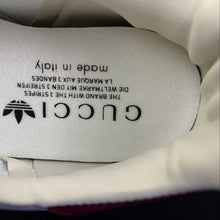 GUCCI
THE BRAND WITH THE 3 STRIPES
DIE WELTMARKE MIT DEN 3 STREIFEN
LA MARQUE AUX 3 BANDES
made in italy